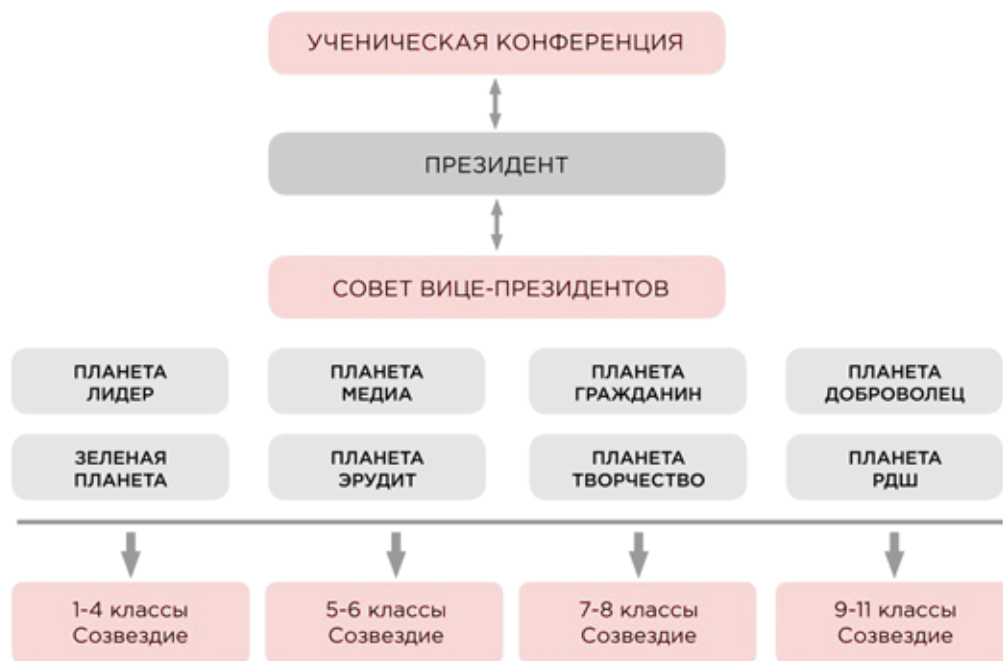 УЧЕНИЧЕСКАЯ КОНФЕРЕНЦИЯ
ПРЕЗИДЕНТ
СОВЕТ ВИЦЕ-ПРЕЗИДЕНТОВ
ПЛАНЕТА
ЛИДЕР
ПЛАНЕТА
МЕДИА
ПЛАНЕТА
ГРАЖДАНИН
ПЛАНЕТА
ДОБРОВОЛЕЦ
ЗЕЛЕНАЯ
ПЛАНЕТА
ПЛАНЕТА
ЭРУДИТ
ПЛАНЕТА
ТВОРЧЕСТВО
ПЛАНЕТА
РДШ
1-4 классы
Созвездие
5-6 классы
Созвездие
7-8 классы
Созвездие
9-11 классы
Созвездие